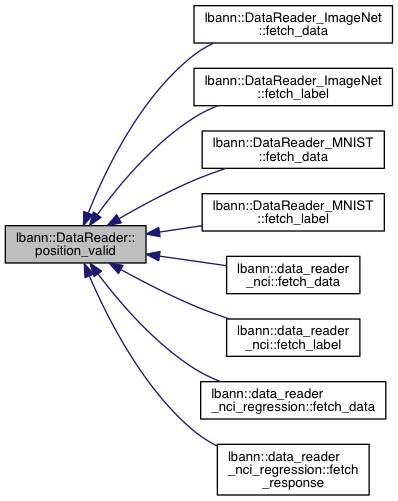 lbann::DataReader_ImageNet
::fetch_data
lbann::DataReader_ImageNet
::fetch_label
lbann::DataReader_MNIST
::fetch_data
lbann::DataReader_MNIST
::fetch_label
lbann::DataReader::
position_valid
lbann::data_reader
_nci::fetch_data
lbann::data_reader
_nci::fetch_label
lbann::data_reader
_nci_regression::fetch_data
lbann::data_reader
_nci_regression::fetch
_response